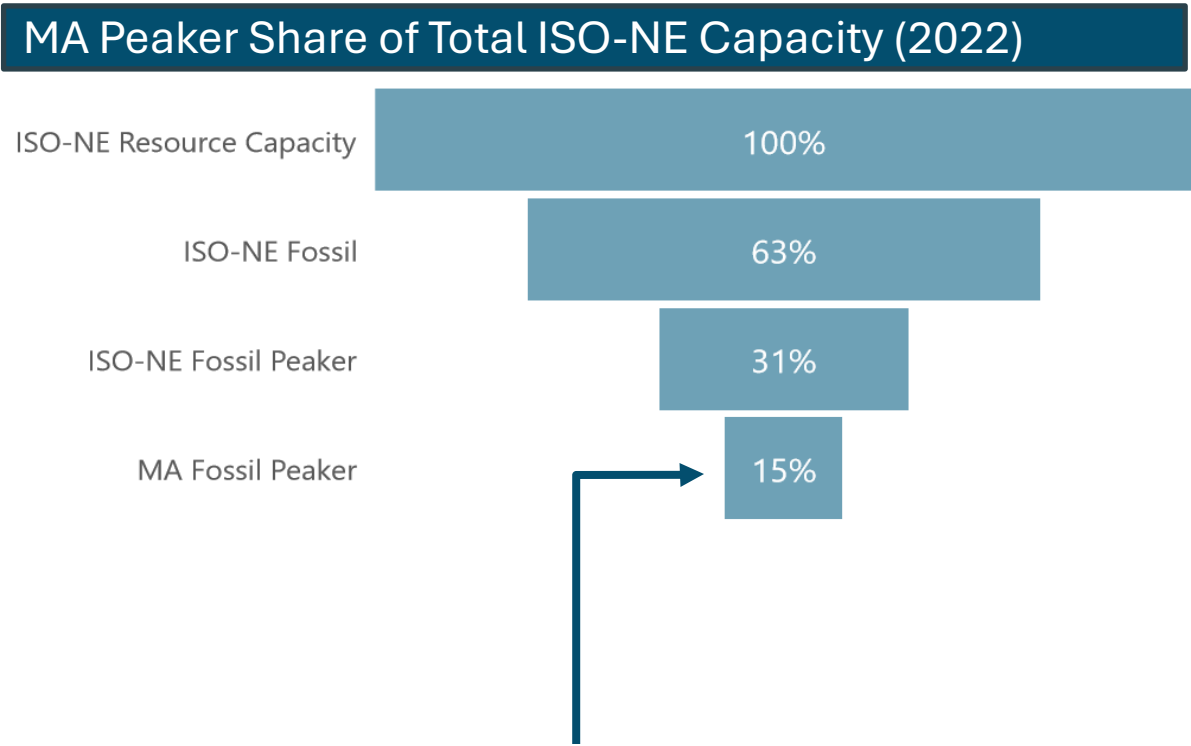 MA Peaker Share of Total ISO-NE Capacity (2022)
ISO-NE Resource Capacity 100%
ISO-NE Fossil 63%
ISO-NE Fossil Peaker 31%
MA Fossil Peaker 15%